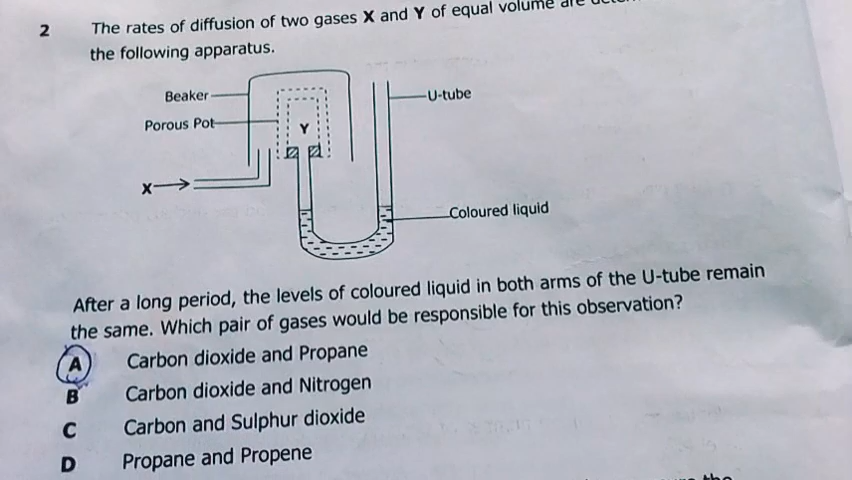 2 The rates of diffusion of two gases X and Y of equal volume are
the following apparatus.
Beaker
U-tube
Porous Pot
Y
X
Coloured liquid
After a long period, the levels of coloured liquid in both arms of the U-tube remain
the same. Which pair of gases would be responsible for this observation?
A Carbon dioxide and Propane
B Carbon dioxide and Nitrogen
C Carbon and Sulphur dioxide
D Propane and Propene
the